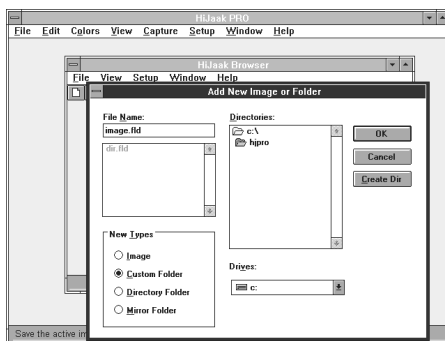 HiJaak PRO
File Edit Colors View Capture Setup Window Help
HiJaak Browser
File View Setup Window Help
Add New Image or Folder
File Name:
image.fld
dir.fld
Directories:
c:\
hjpro
OK
Cancel
Create Dir
New Types
Image
Custom Folder
Directory Folder
Mirror Folder
Drives:
c:
Save the active im